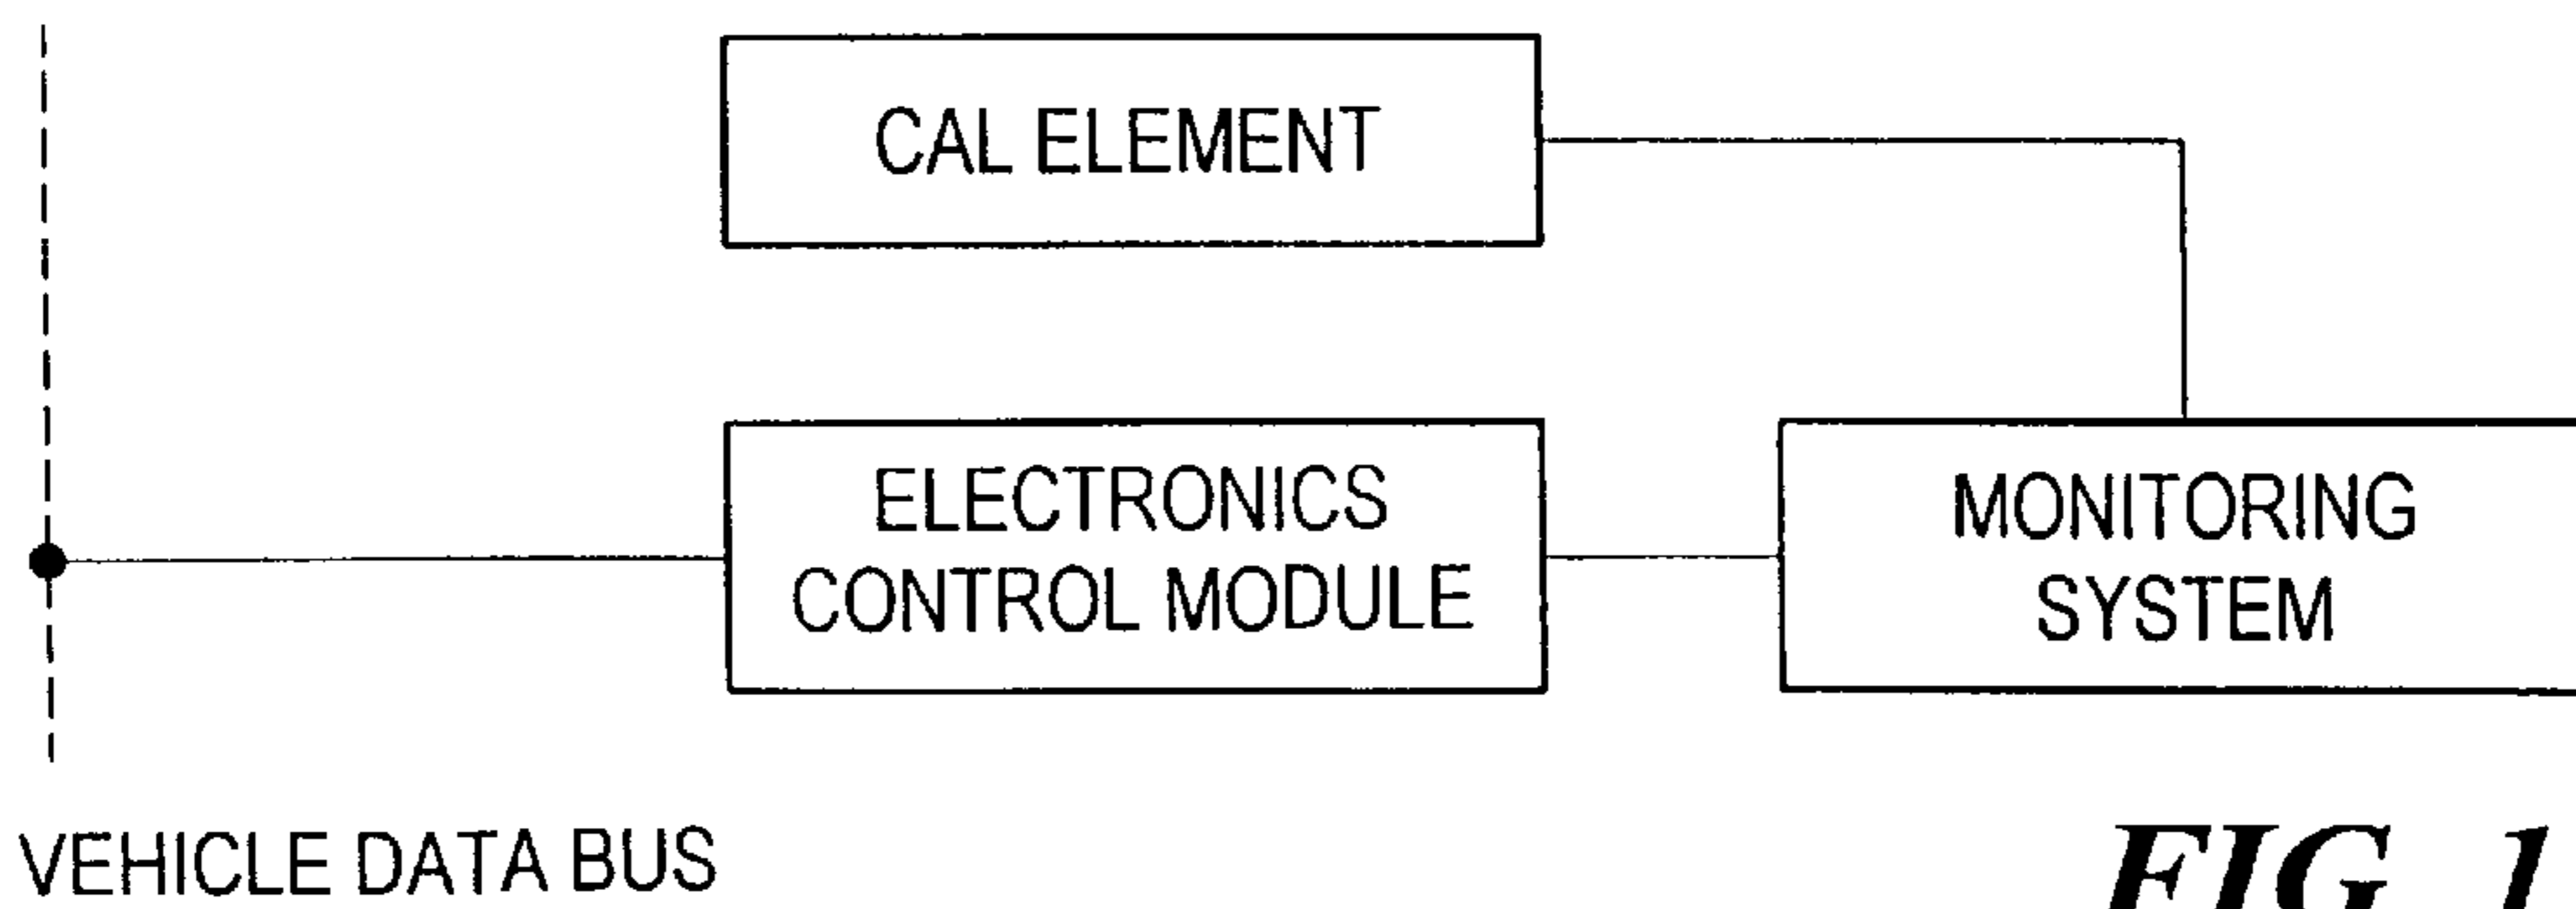 CAL ELEMENT
ELECTRONICS
CONTROL MODULE
MONITORING
SYSTEM
VEHICLE DATA BUS
FIG. 1